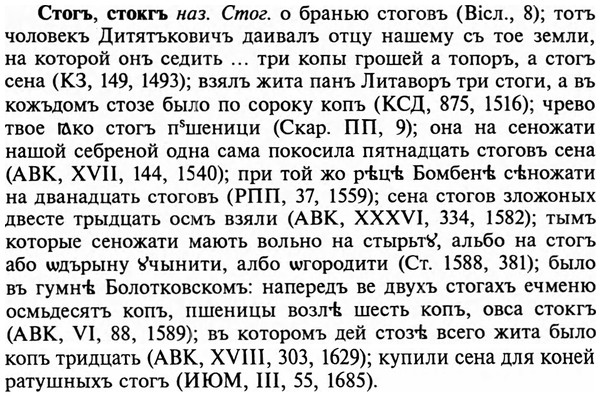 Стогъ, стокгъ наз. Стог. о бранью стоговъ (Вісл., 8); тотъ
чоловекъ Дитятъковичъ даивалъ отцу нашему съ тое земли,
на которой онъ седить ... три копы грошей а топоръ, а стогъ
сена (КЗ, 149, 1493); взялъ жита панъ Литаворъ три стоги, а въ
кожъдомъ стозе было по сороку копъ (КСД, 875, 1516); чрево
твое ꙗко стогъ пˢшеници (Скар. ПП, 9); она на сеножати
нашой себреной одна сама покосила пятнадцать стоговъ сена
(АВК, XVII, 144, 1540); при той жо рѣцѣ Бомбенѣ сѣножати
на дванадцать стоговъ (РПП, 37, 1559); сена стогов зложоных
двесте трыдцать осмъ взяли (АВК, XXXVI, 334, 1582); тымъ
которые сеножати мають вольно на стырътꙋ, альбо на стогъ
або ѡдърыну ꙋчынити, албо ѡгородити (Ст. 1588, 381); было
въ гумнѣ Болотковскомъ: напередъ ве двухъ стогахъ ечменю
осмьдесятъ копъ, пшеницы возлѣ шесть копъ, овса стокгъ
(АВК, VI, 88, 1589); въ которомъ дей стозѣ всего жита было
копъ тридцать (АВК, XVIII, 303, 1629); купили сена для коней
ратушныхъ стогъ (ИЮМ, III, 55, 1685).